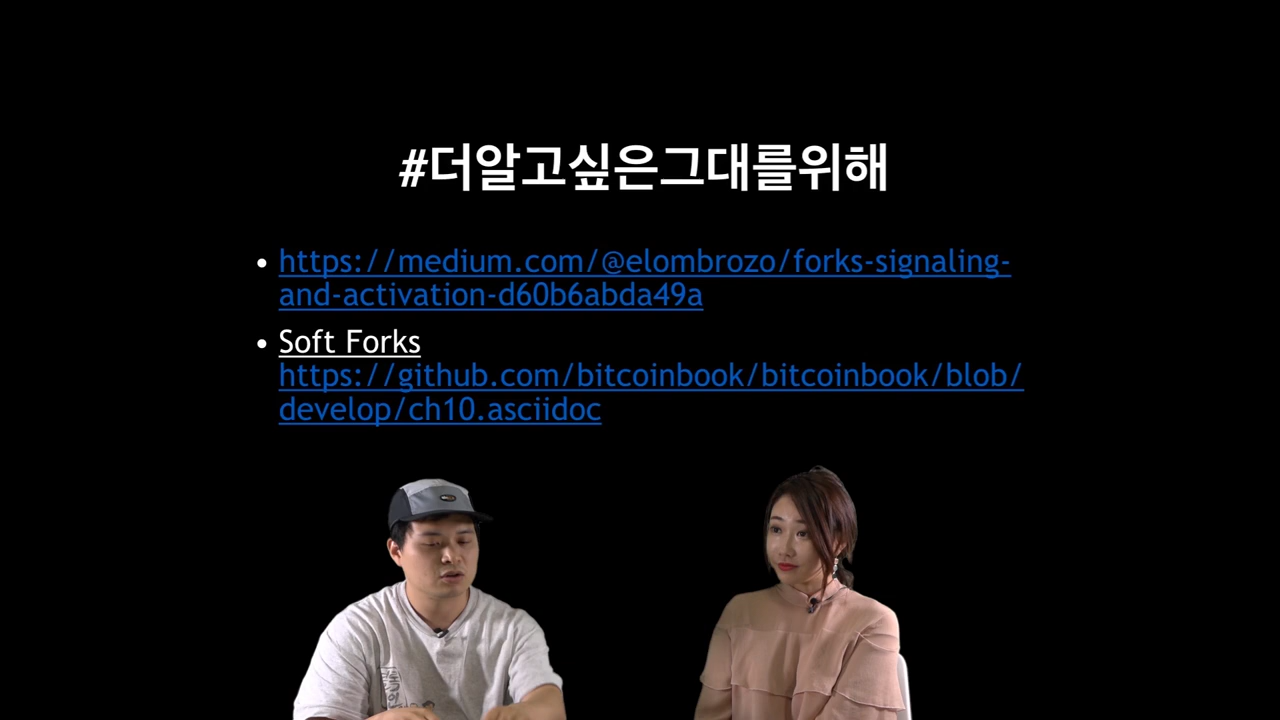 #더알고싶은그대를위해
• https://medium.com/@elombrozo/forks-signaling-
and-activation-d60b6abda49a
• Soft Forks
https://github.com/bitcoinbook/bitcoinbook/blob/
develop/ch10.asciidoc